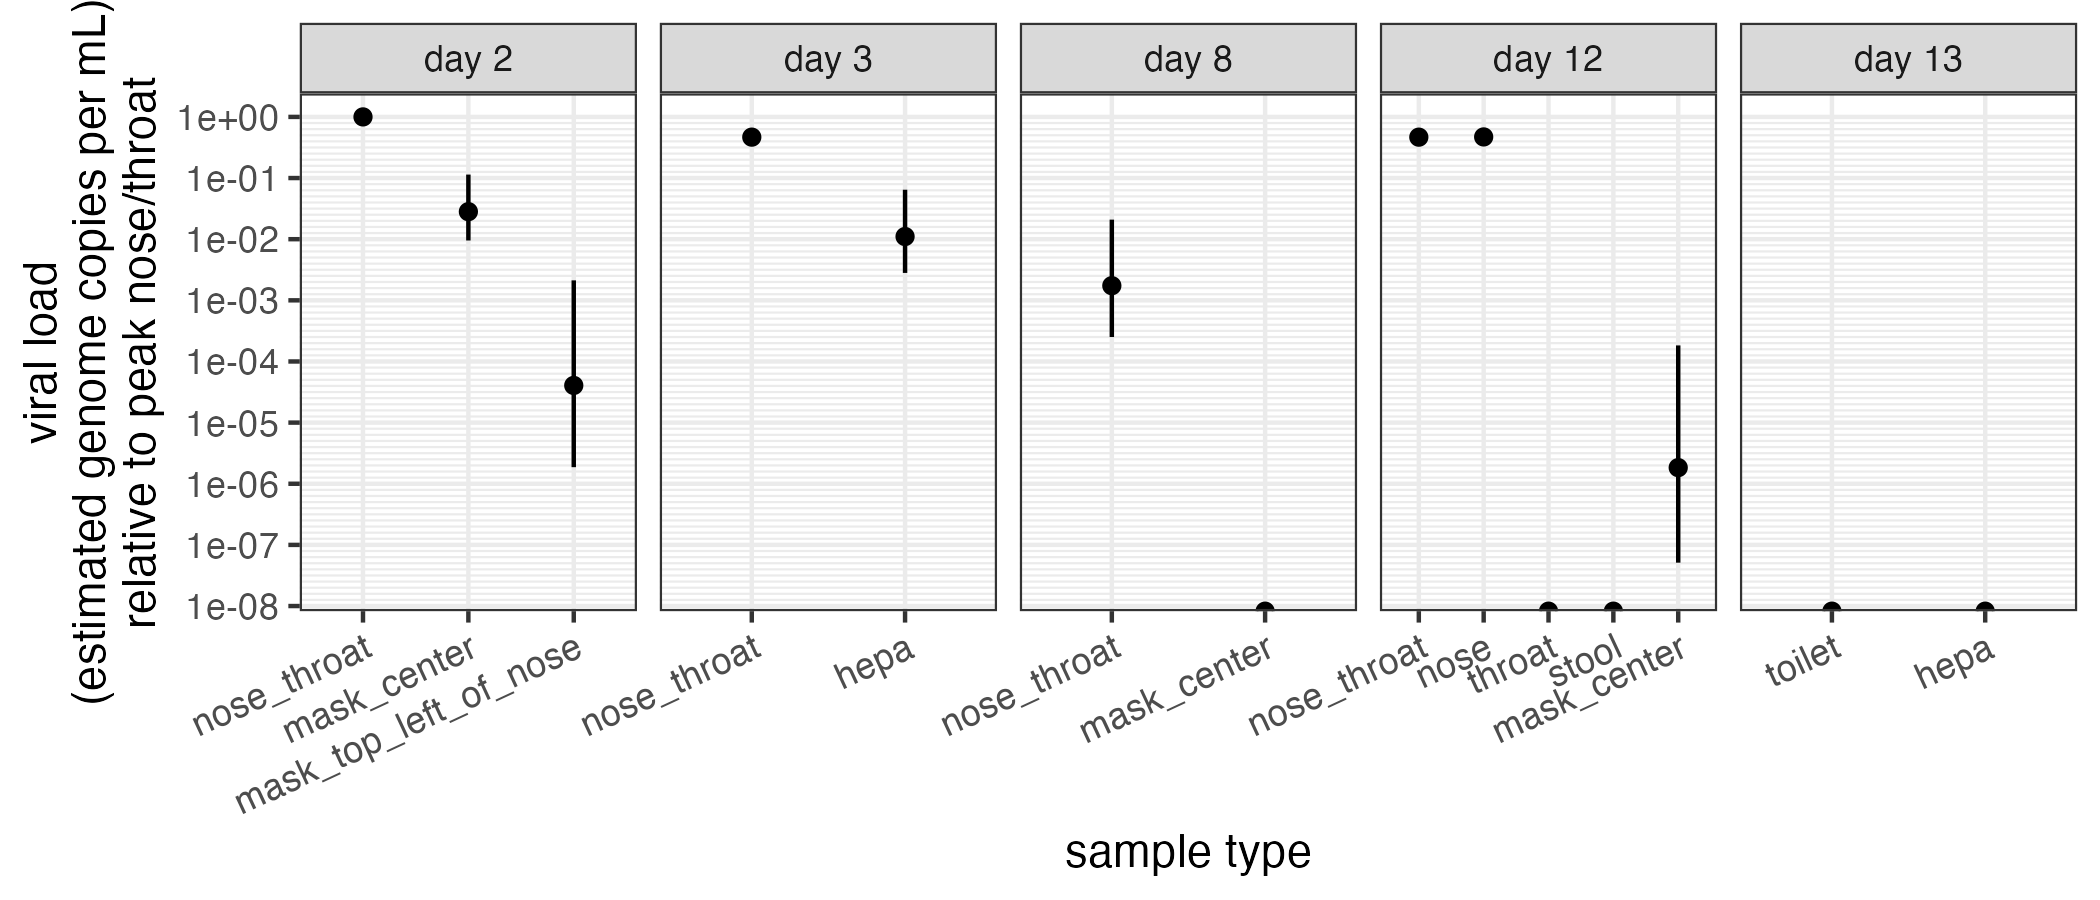 day 2
day 3
day 8
day 12
day 13
viral load
(estimated genome copies per mL)
relative to peak nose/throat
1e+00
1e-01
1e-02
1e-03
1e-04
1e-05
1e-06
1e-07
1e-08
nose_throat
mask_center
mask_top_left_of_nose
nose_throat
hepa
nose_throat
mask_center
nose_throat
nose
throat
stool
mask_center
toilet
hepa
sample type